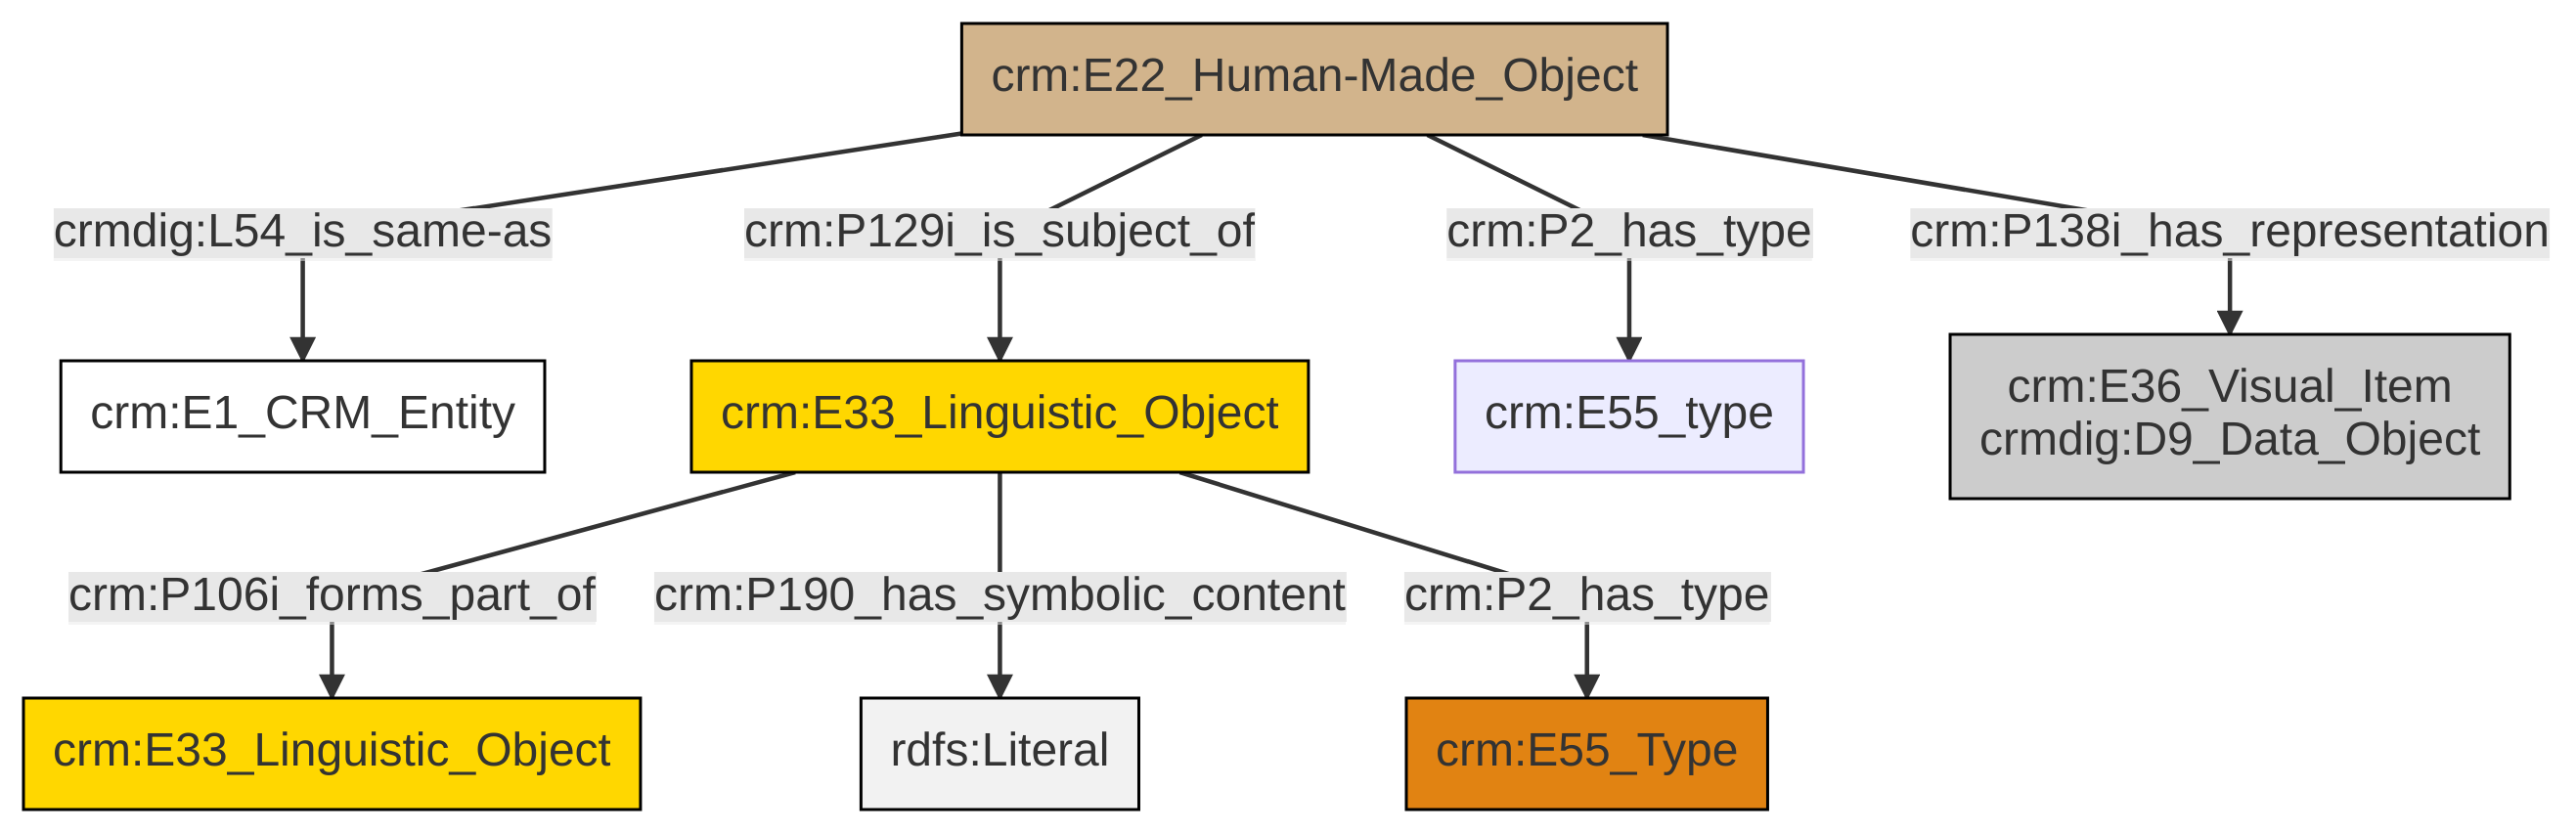 crm:E22_Human-Made_Object
crmdig:L54_is_same-as
crm:P129i_is_subject_of
crm:P2_has_type
crm:P138i_has_representation
crm:E1_CRM_Entity
crm:E33_Linguistic_Object
crm:E55_type
crm:E36_Visual_Item
crmdig:D9_Data_Object
crm:P106i_forms_part_of
crm:P190_has_symbolic_content
crm:P2_has_type
crm:E33_Linguistic_Object
rdfs:Literal
crm:E55_Type